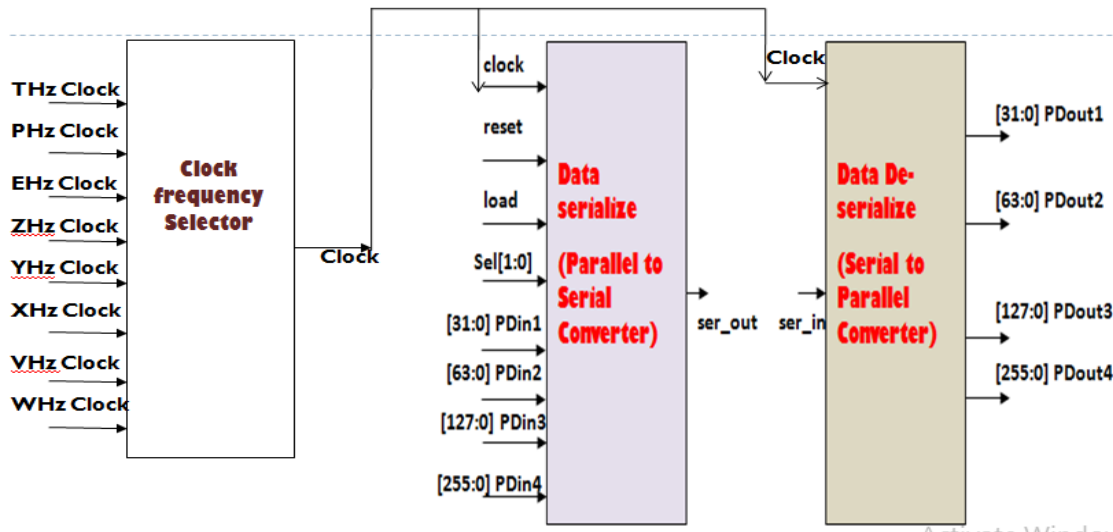 THz Clock
PHz Clock
EHz Clock
ZHz Clock
YHz Clock
XHz Clock
VHz Clock
WHz Clock
Clock
frequency
Selector
Clock
clock
reset
load
Sel[1:0]
[31:0] PDin1
[63:0] PDin2
[127:0] PDin3
[255:0] PDin4
Data
serialize
(Parallel to
Serial
Converter)
ser_out
ser_in
Clock
Data De-
serialize
(Serial to
Parallel
Converter)
[31:0] PDout1
[63:0] PDout2
[127:0] PDout3
[255:0] PDout4